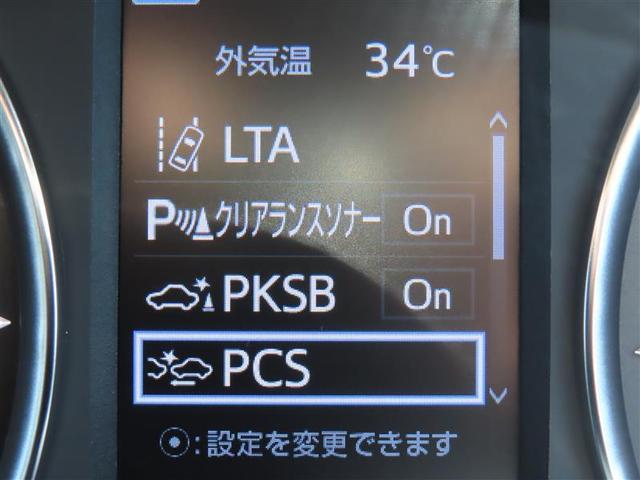 外気温 34℃
LTA
Pクリアランスソナー On
PKSB On
PCS
:設定を変更できます